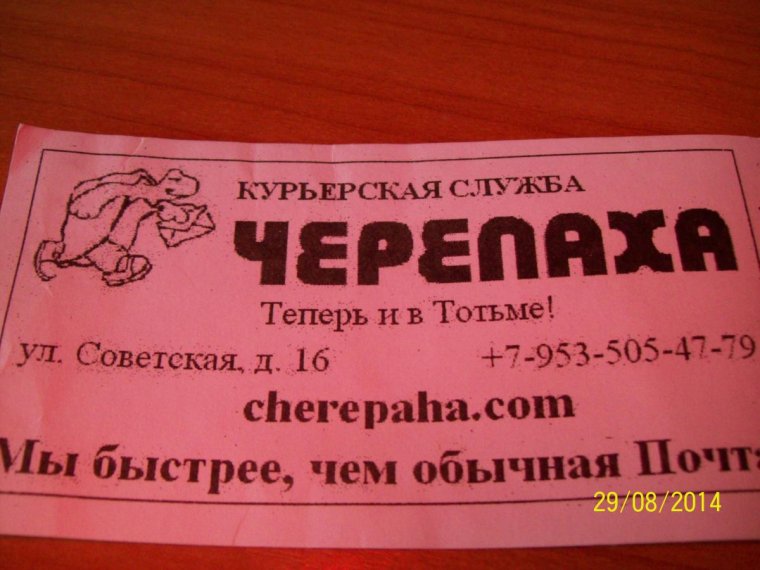 КУРЬЕРСКАЯ СЛУЖБА
ЧЕРЕПАХА
Теперь и в Тотьме!
ул. Советская, д. 16 +7-953-505-47-79
cherepaha.com
Мы быстрее, чем обычная Почта
29/08/2014